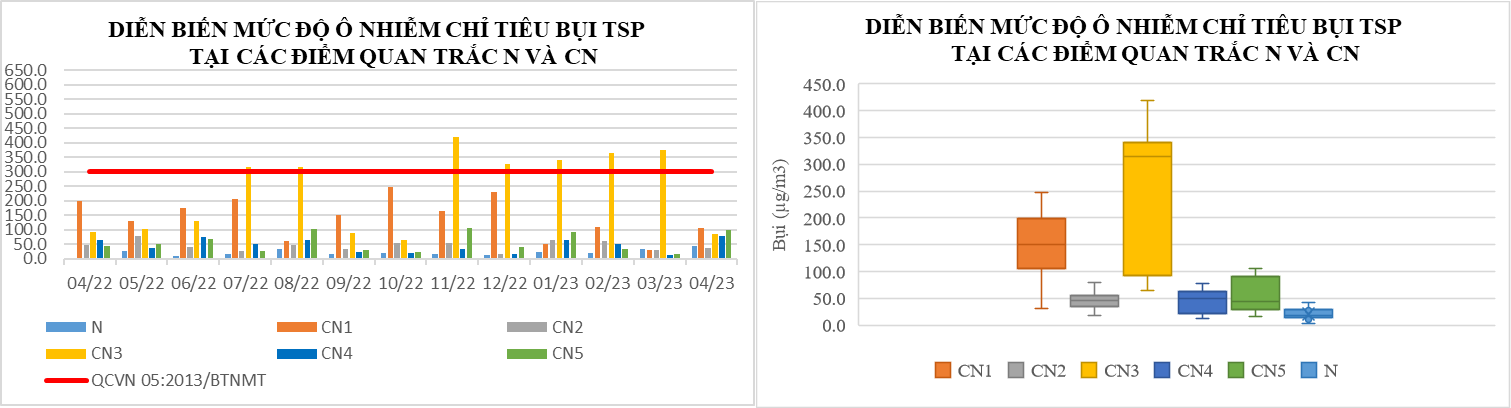 DIỄN BIẾN MỨC ĐỘ Ô NHIỄM CHỈ TIÊU BỤI TSP
TẠI CÁC ĐIỂM QUAN TRẮC N VÀ CN
650.0
600.0
550.0
500.0
450.0
400.0
350.0
300.0
250.0
200.0
150.0
100.0
50.0
0.0
04/22 05/22 06/22 07/22 08/22 09/22 10/22 11/22 12/22 01/23 02/23 03/23 04/23
N CN1 CN2
CN3 CN4 CN5
QCVN 05:2013/BTNMT
DIỄN BIẾN MỨC ĐỘ Ô NHIỄM CHỈ TIÊU BỤI TSP
TẠI CÁC ĐIỂM QUAN TRẮC N VÀ CN
Bụi (µg/m3)
450.0
400.0
350.0
300.0
250.0
200.0
150.0
100.0
50.0
0.0
CN1 CN2 CN3 CN4 CN5 N